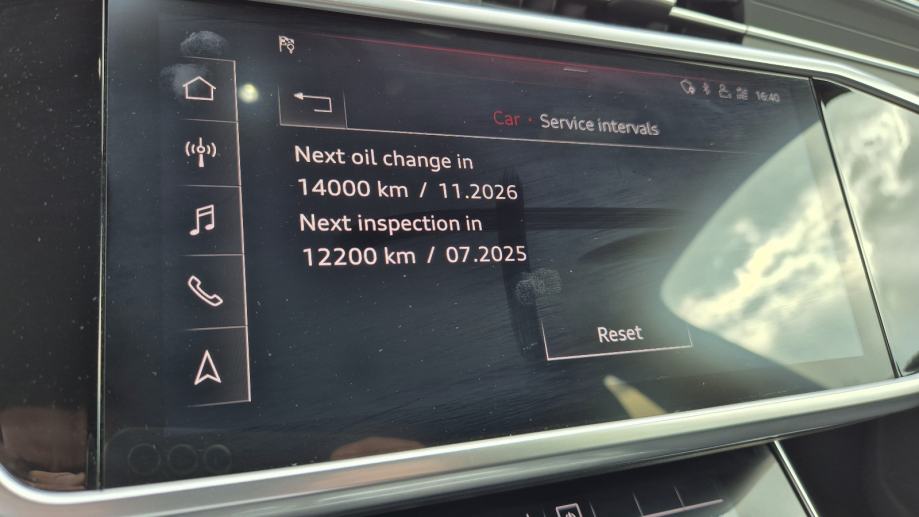 16:40
Car · Service intervals
Next oil change in
14000 km / 11.2026
Next inspection in
12200 km / 07.2025
Reset